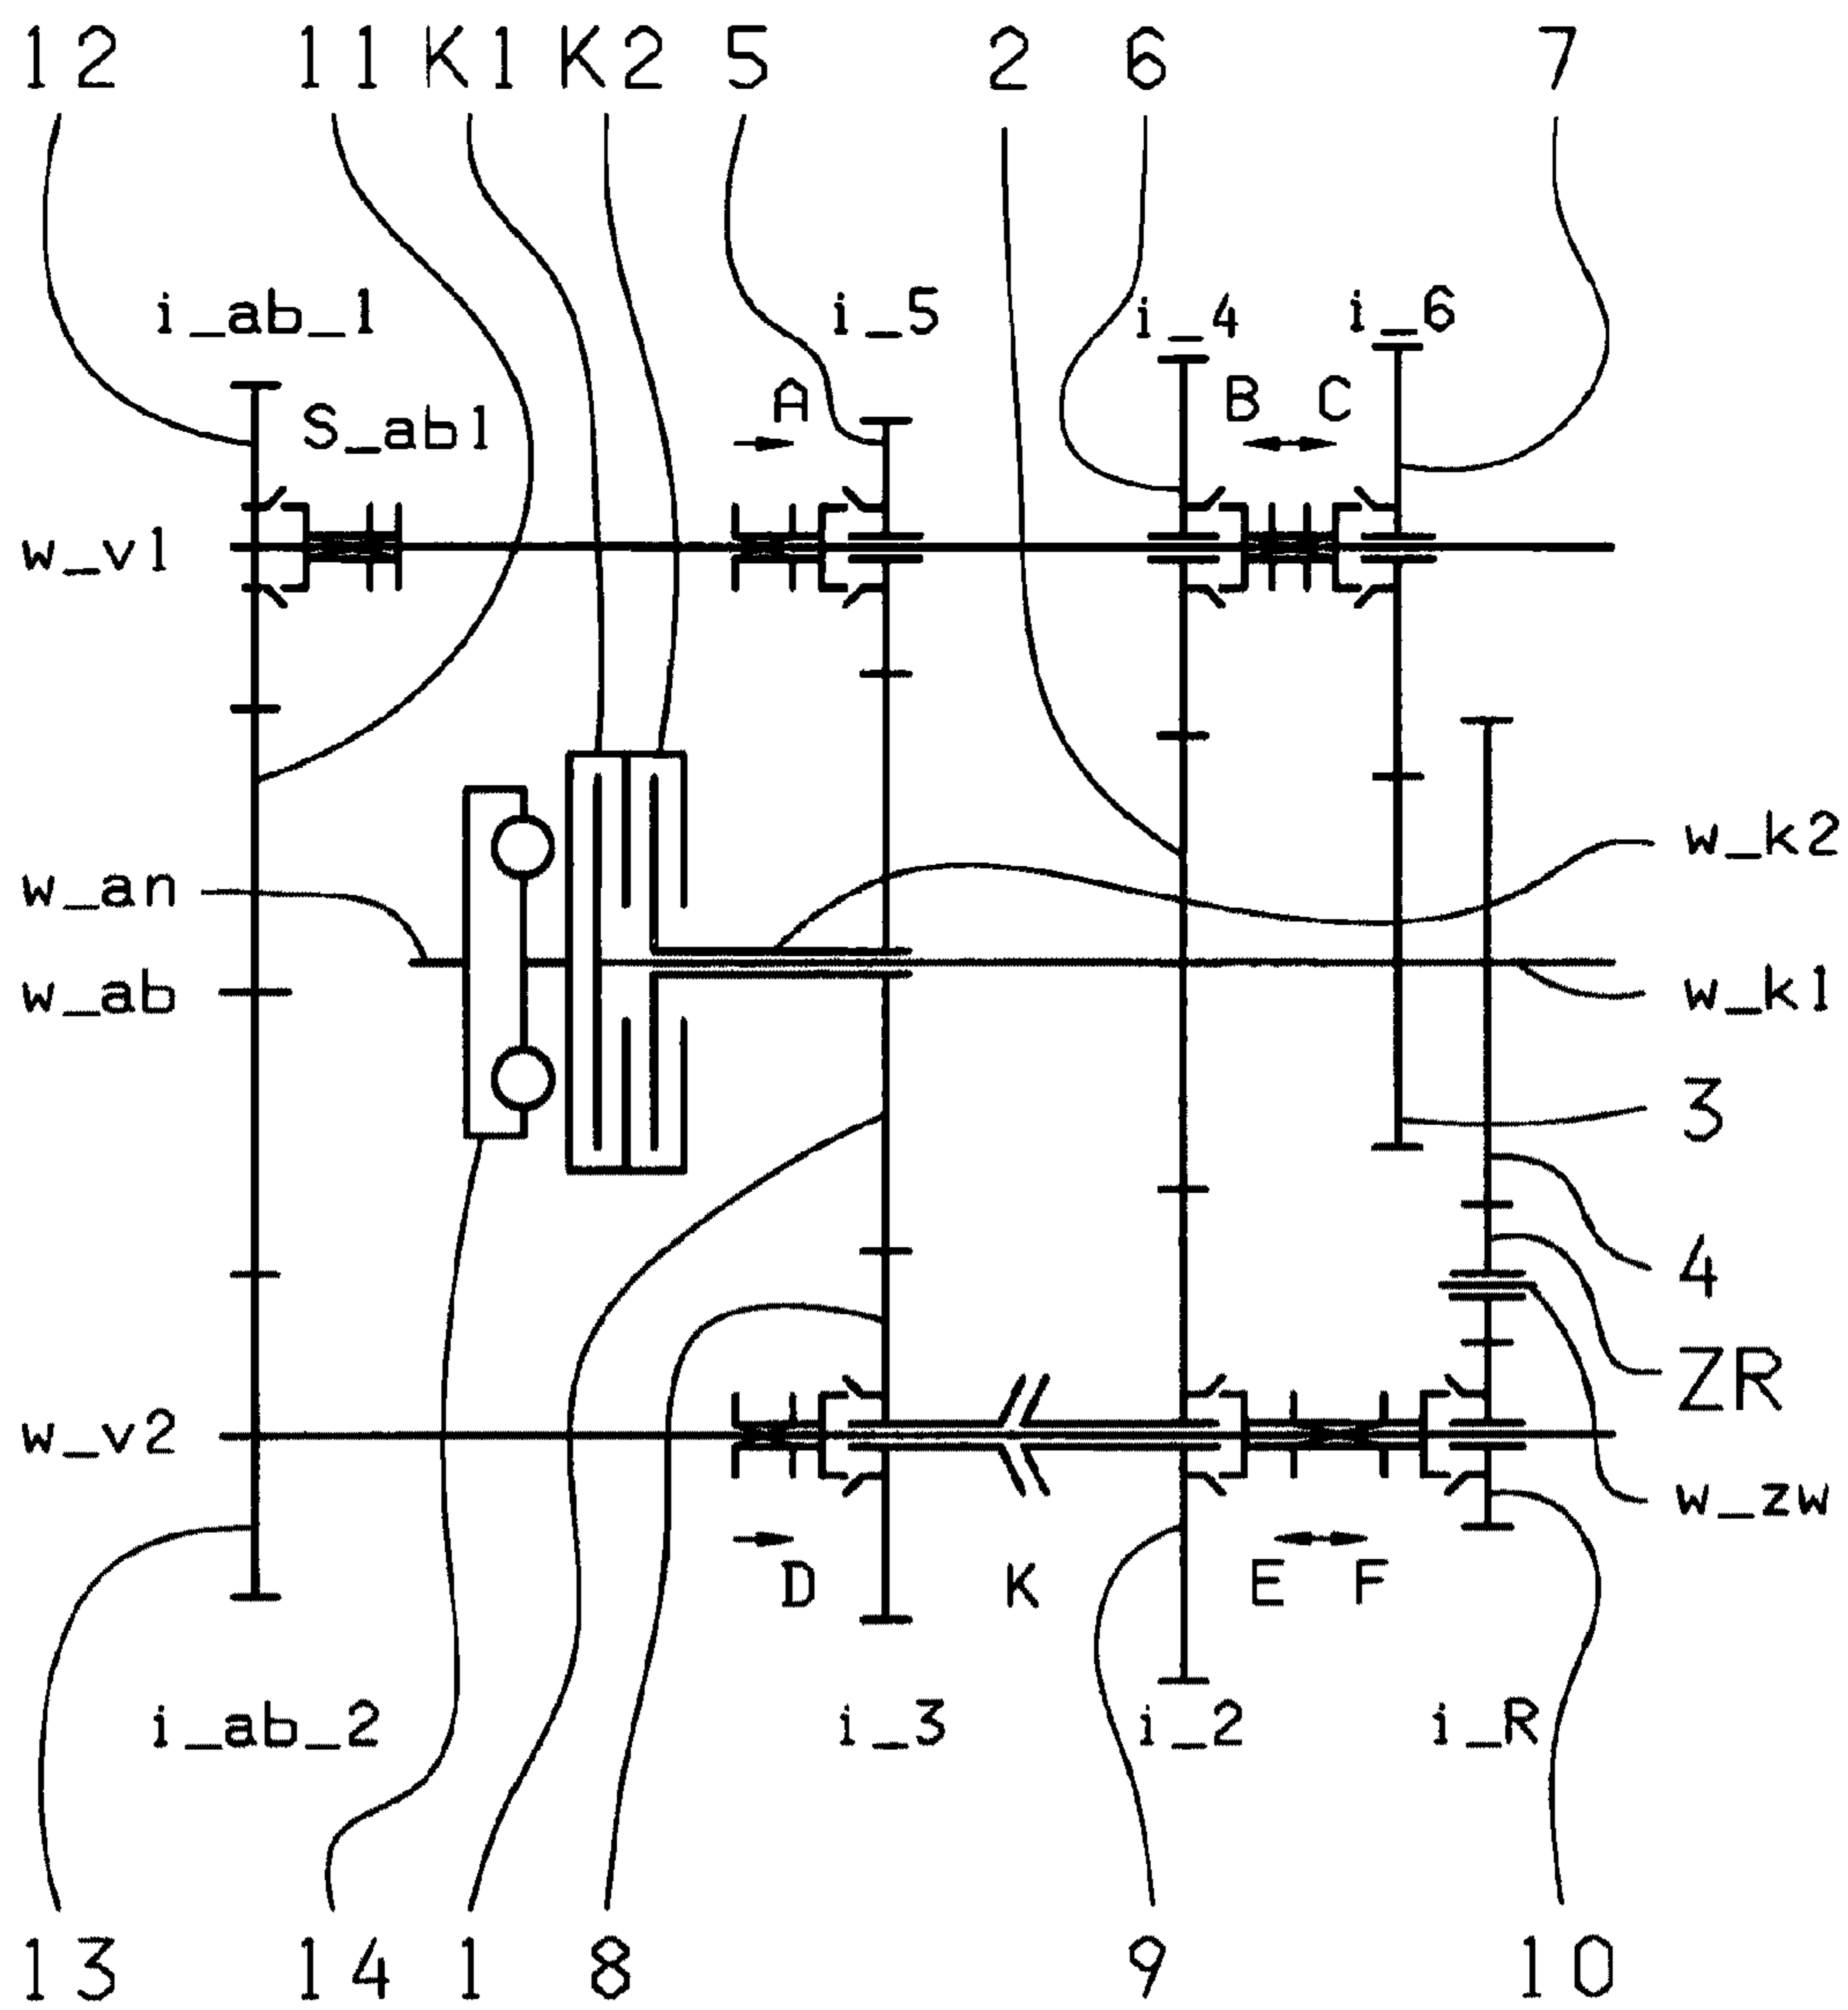 12 11 K1 K2 5 2 6 7
i_ab_1 i_5 i_4 i_6
S_ab1 A B C
w_v1
w_k2
w_an
w_ab w_k1
3
4
ZR
w_v2
w_zw
D K E F
i_ab_2 i_3 i_2 i_R
13 14 1 8 9 10